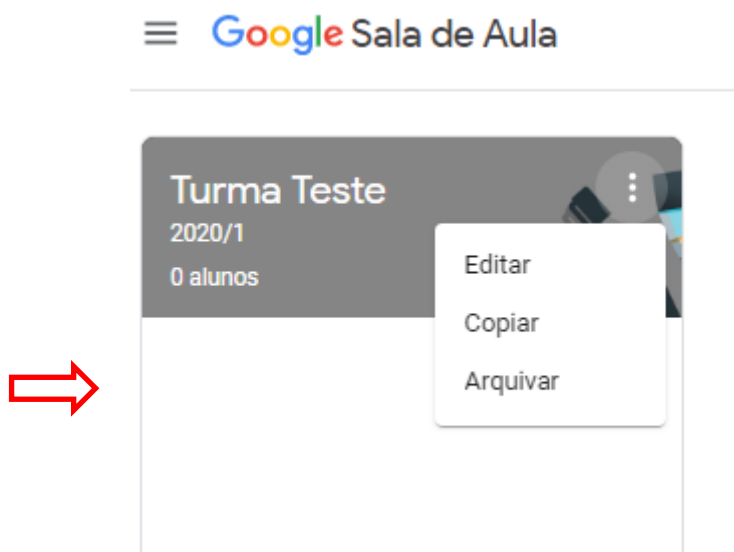 Google Sala de Aula
Turma Teste
2020/1
0 alunos
Editar
Copiar
Arquivar